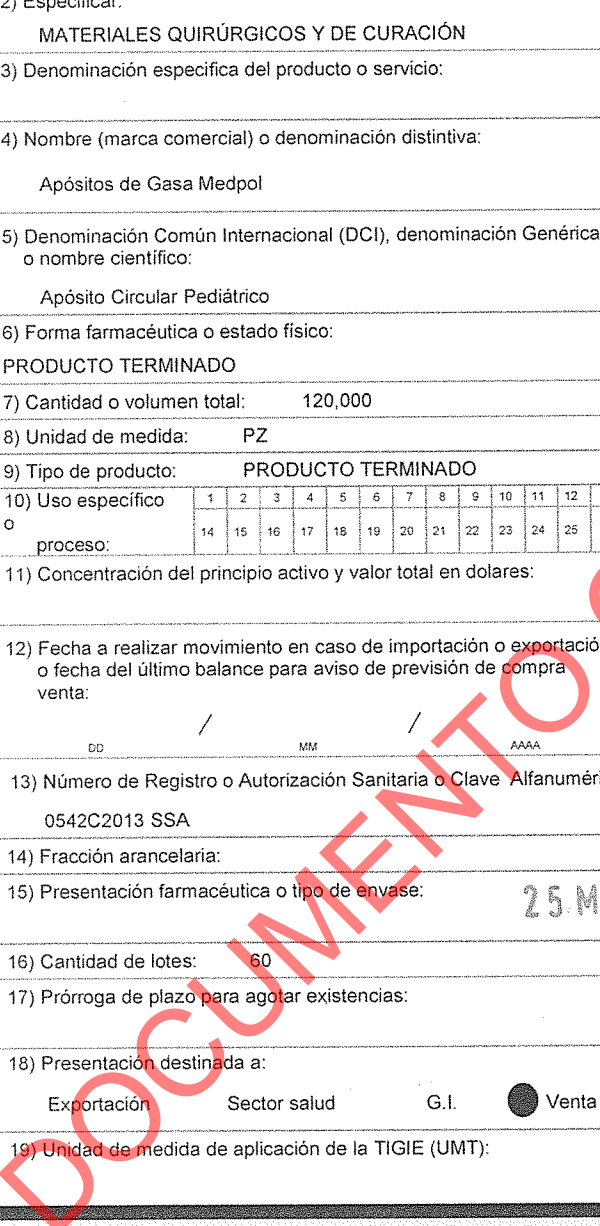 2) Especificar:
MATERIALES QUIRÚRGICOS Y DE CURACIÓN
3) Denominación especifica del producto o servicio:
4) Nombre (marca comercial) o denominación distintiva:
Apósitos de Gasa Medpol
5) Denominación Común Internacional (DCI), denominación Genérica
o nombre científico:
Apósito Circular Pediátrico
6) Forma farmacéutica o estado físico:
PRODUCTO TERMINADO
7) Cantidad o volumen total: 120,000
8) Unidad de medida: PZ
9) Tipo de producto: PRODUCTO TERMINADO
10) Uso específico 1 2 3 4 5 6 7 8 9 10 11 12
o 14 15 16 17 18 19 20 21 22 23 24 25
proceso:
11) Concentración del principio activo y valor total en dolares:
12) Fecha a realizar movimiento en caso de importación o exportació
o fecha del último balance para aviso de previsión de compra
venta:
/ /
DD MM AAAA
13) Número de Registro o Autorización Sanitaria o Clave Alfanuméri
0542C2013 SSA
14) Fracción arancelaria:
15) Presentación farmacéutica o tipo de envase: 25 M
16) Cantidad de lotes: 60
17) Prórroga de plazo para agotar existencias:
18) Presentación destinada a:
Exportación Sector salud G.I. Venta
19) Unidad de medida de aplicación de la TIGIE (UMT):
DOCUMENTO